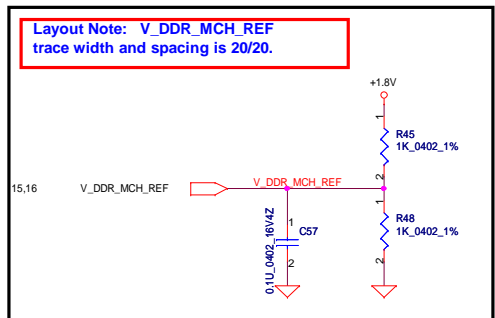 Layout Note: V_DDR_MCH_REF
trace width and spacing is 20/20.
+1.8V
1
R45
1K_0402_1%
2
15,16
V_DDR_MCH_REF
V_DDR_MCH_REF
1
R48
1K_0402_1%
2
1
C57
0.1U_0402_16V4Z
2